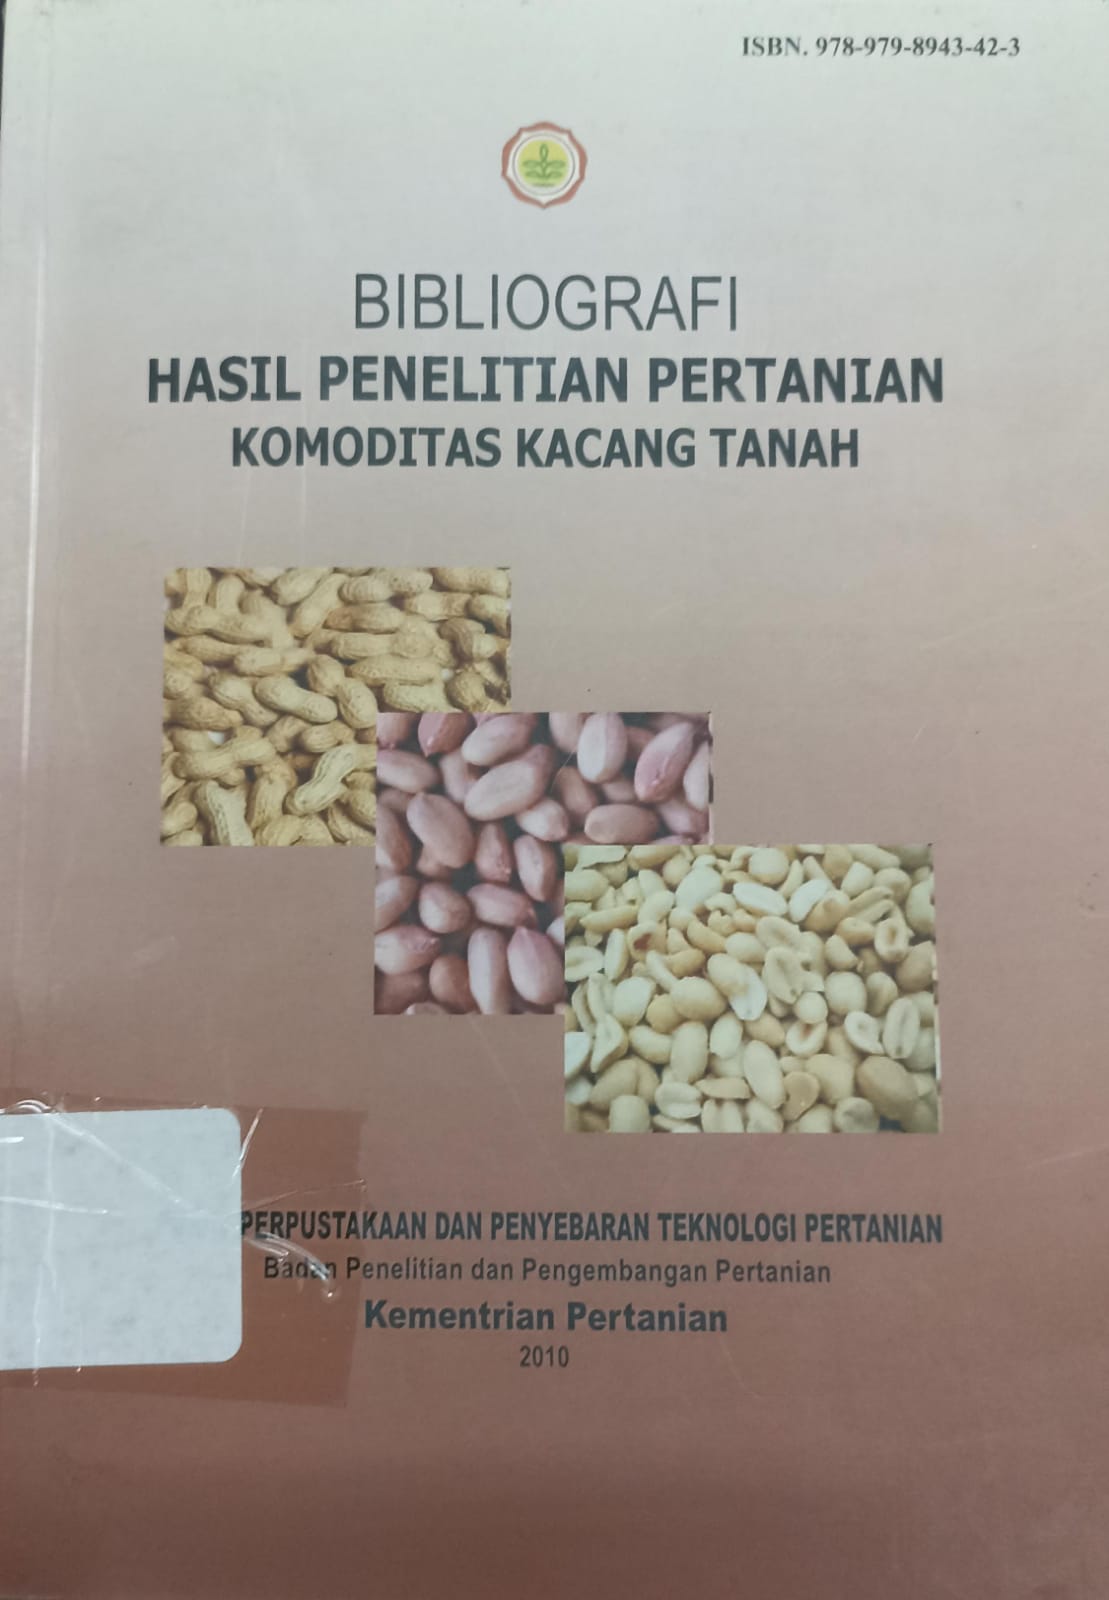 ISBN. 978-979-8943-42-3
BIBLIOGRAFI
HASIL PENELITIAN PERTANIAN
KOMODITAS KACANG TANAH
PERPUSTAKAAN DAN PENYEBARAN TEKNOLOGI PERTANIAN
Badan Penelitian dan Pengembangan Pertanian
Kementrian Pertanian
2010